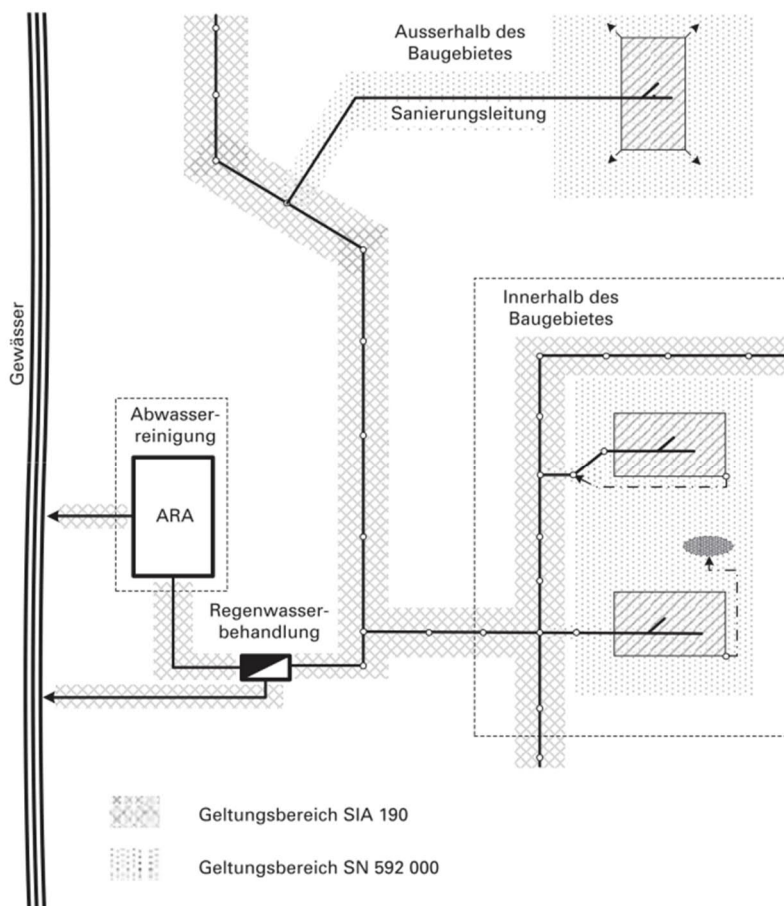 Ausserhalb des
Baugebietes
Sanierungsleitung
Innerhalb des
Baugebietes
Gewässer
Abwasser-
reinigung
ARA
Regenwasser-
behandlung
Geltungsbereich SIA 190
Geltungsbereich SN 592 000